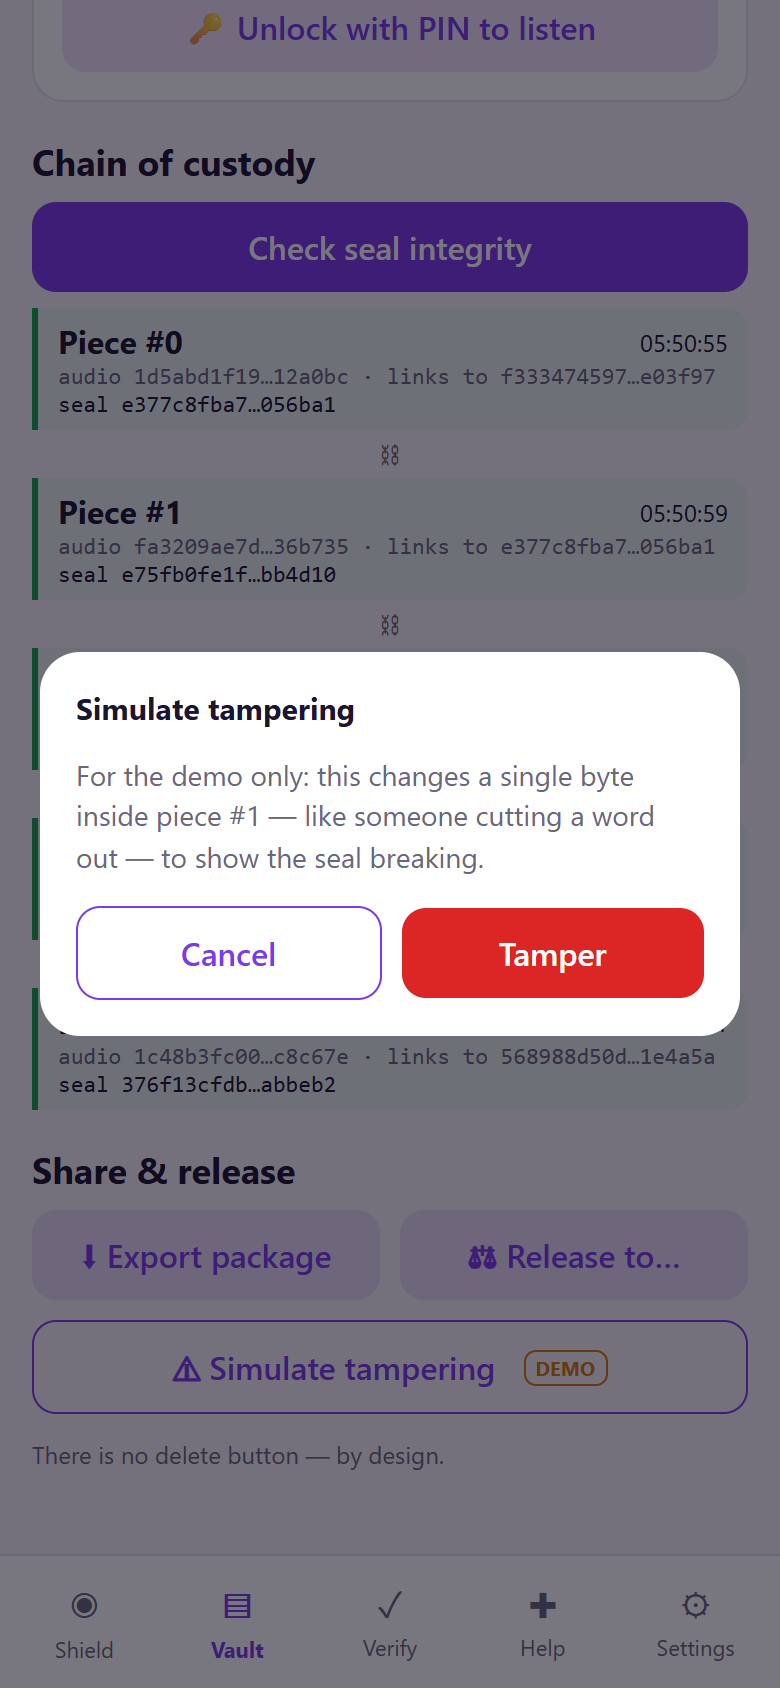 🔑 Unlock with PIN to listen
Chain of custody
Check seal integrity
Piece #0 05:50:55
audio 1d5abd1f19…12a0bc · links to f333474597…e03f97
seal e377c8fba7…056ba1
Piece #1 05:50:59
audio fa3209ae7d…36b735 · links to e377c8fba7…056ba1
seal e75fb0fe1f…bb4d10
Simulate tampering
For the demo only: this changes a single byte
inside piece #1 — like someone cutting a word
out — to show the seal breaking.
Cancel Tamper
audio 1c48b3fc00…c8c67e · links to 568988d50d…1e4a5a
seal 376f13cfdb…abbeb2
Share & release
⬇ Export package ⚖ Release to…
⚠ Simulate tampering DEMO
There is no delete button — by design.
Shield Vault Verify Help Settings